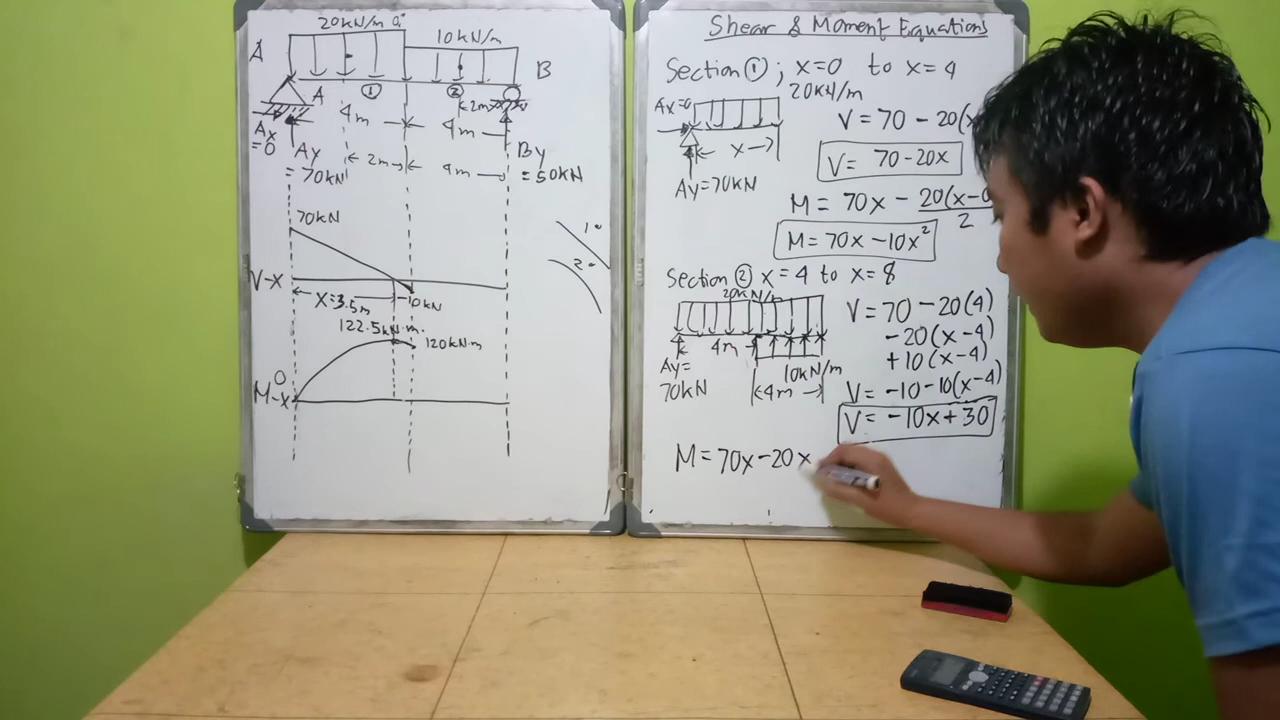 20kN/m
10kN/m
A
B
A
①
②
2m
4m
4m
Ax
=0
Ay
= 70kN
2m
4m
By
= 50kN
70kN
V-x
X=3.5m
-10kN
122.5kN.m.
120kN.m
0
M-x
1°
2°
Shear & Moment Equations
Section ①; x=0 to x=4
Ax=0
20kN/m
x
Ay=70kN
V= 70-20(x
V= 70-20x
M= 70x - 20(x-0
2
M=70x-10x²
Section ② x=4 to x=8
20kN/m
4m
Ay=
70kN
10kN/m
4m
V=70-20(4)
-20(x-4)
+10(x-4)
V=-10-10(x-4)
V= -10x+30
M=70x-20x